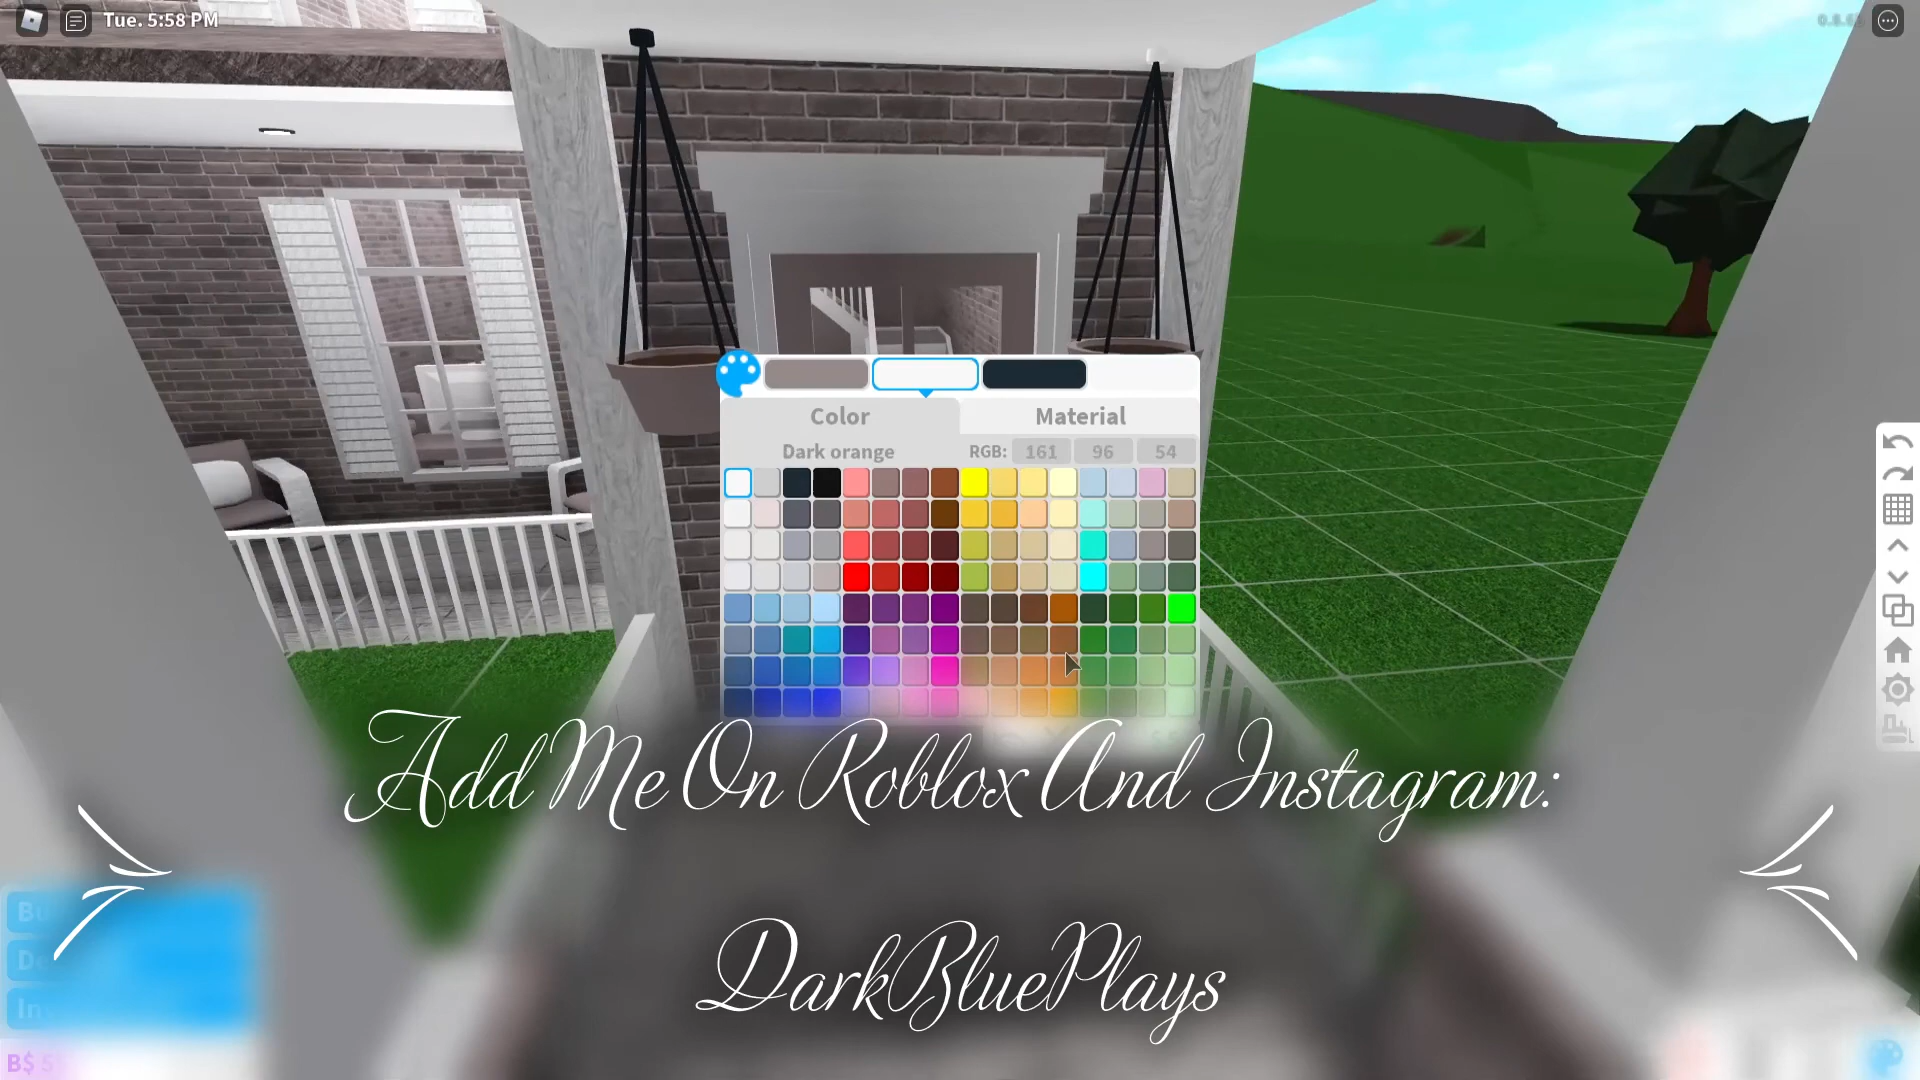 Tue. 5:58 PM
Color
Material
Dark orange
RGB: 161 96 54
Add Me On Roblox And Instagram:
DarkBluePlays
B$